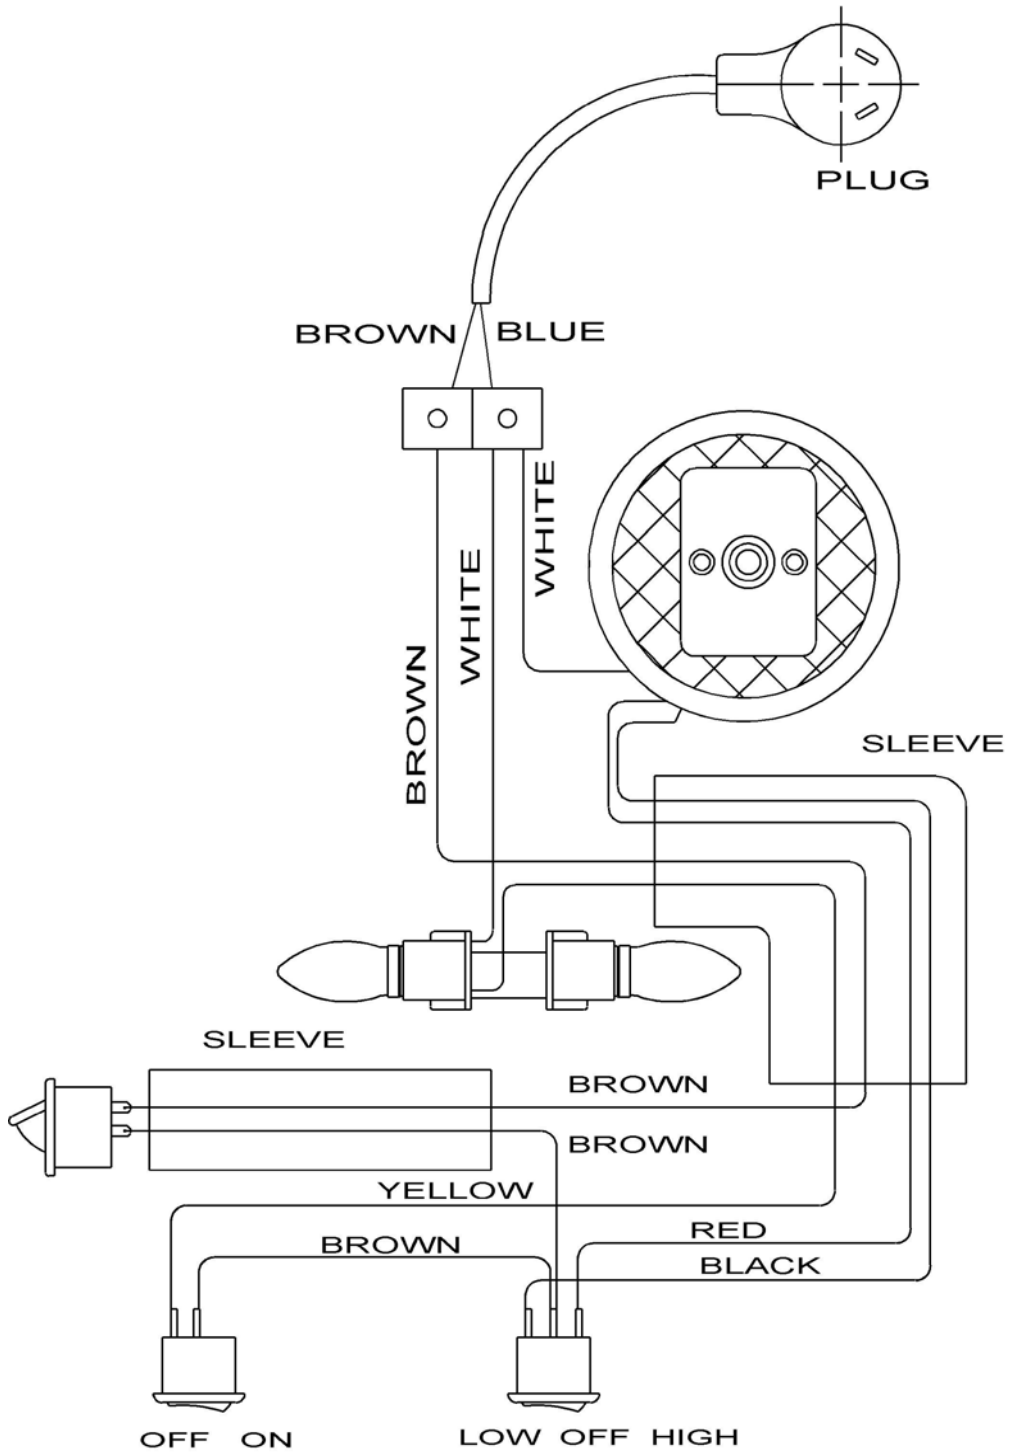 PLUG
BROWN
BLUE
WHITE
WHITE
BROWN
SLEEVE
SLEEVE
BROWN
BROWN
YELLOW
RED
BROWN
BLACK
OFF ON
LOW OFF HIGH